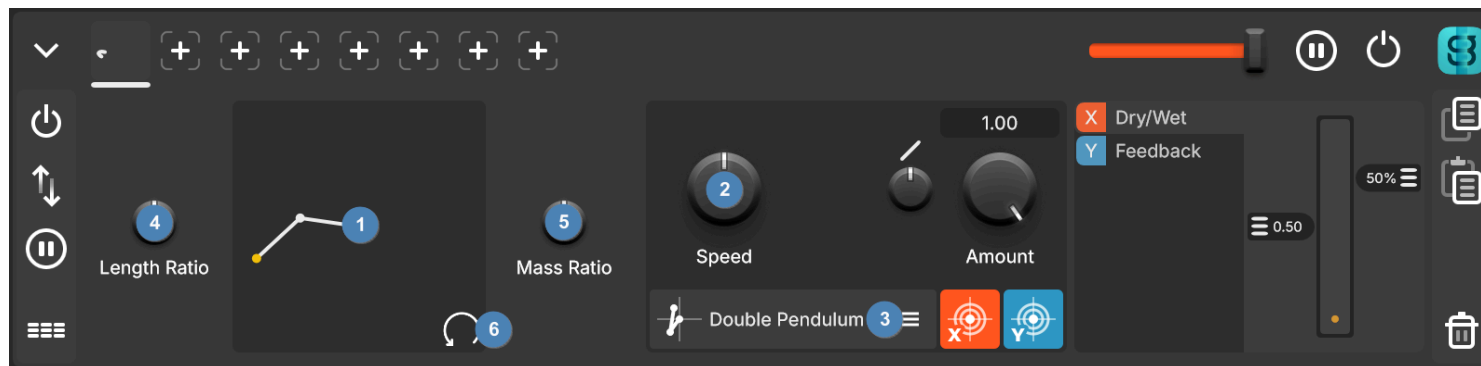 1.00
X Dry/Wet
Y Feedback
50%
0.50
4
1
5
2
Length Ratio
Mass Ratio
Speed
Amount
6
Double Pendulum 3
X
Y